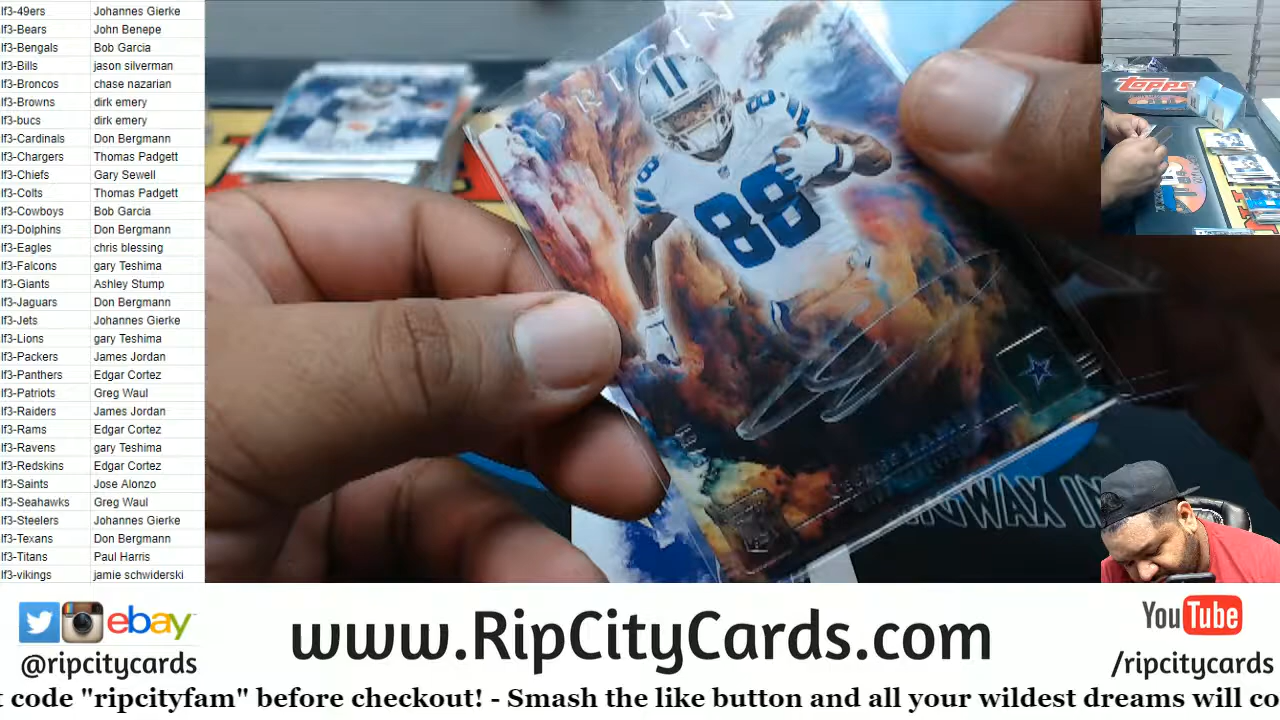 lf3-49ers Johannes Gierke
lf3-Bears John Benepe
lf3-Bengals Bob Garcia
lf3-Bills jason silverman
lf3-Broncos chase nazarian
lf3-Browns dirk emery
lf3-bucs dirk emery
lf3-Cardinals Don Bergmann
lf3-Chargers Thomas Padgett
lf3-Chiefs Gary Sewell
lf3-Colts Thomas Padgett
lf3-Cowboys Bob Garcia
lf3-Dolphins Don Bergmann
lf3-Eagles chris blessing
lf3-Falcons gary Teshima
lf3-Giants Ashley Stump
lf3-Jaguars Don Bergmann
lf3-Jets Johannes Gierke
lf3-Lions gary Teshima
lf3-Packers James Jordan
lf3-Panthers Edgar Cortez
lf3-Patriots Greg Waul
lf3-Raiders James Jordan
lf3-Rams Edgar Cortez
lf3-Ravens gary Teshima
lf3-Redskins Edgar Cortez
lf3-Saints Jose Alonzo
lf3-Seahawks Greg Waul
lf3-Steelers Johannes Gierke
lf3-Texans Don Bergmann
lf3-Titans Paul Harris
lf3-vikings jamie schwiderski
ORIGIN
88
88
88
CEEDEE LAMB
Topps
ebay
@ripcitycards
www.RipCityCards.com
YouTube
/ripcitycards
t code "ripcityfam" before checkout! - Smash the like button and all your wildest dreams will co